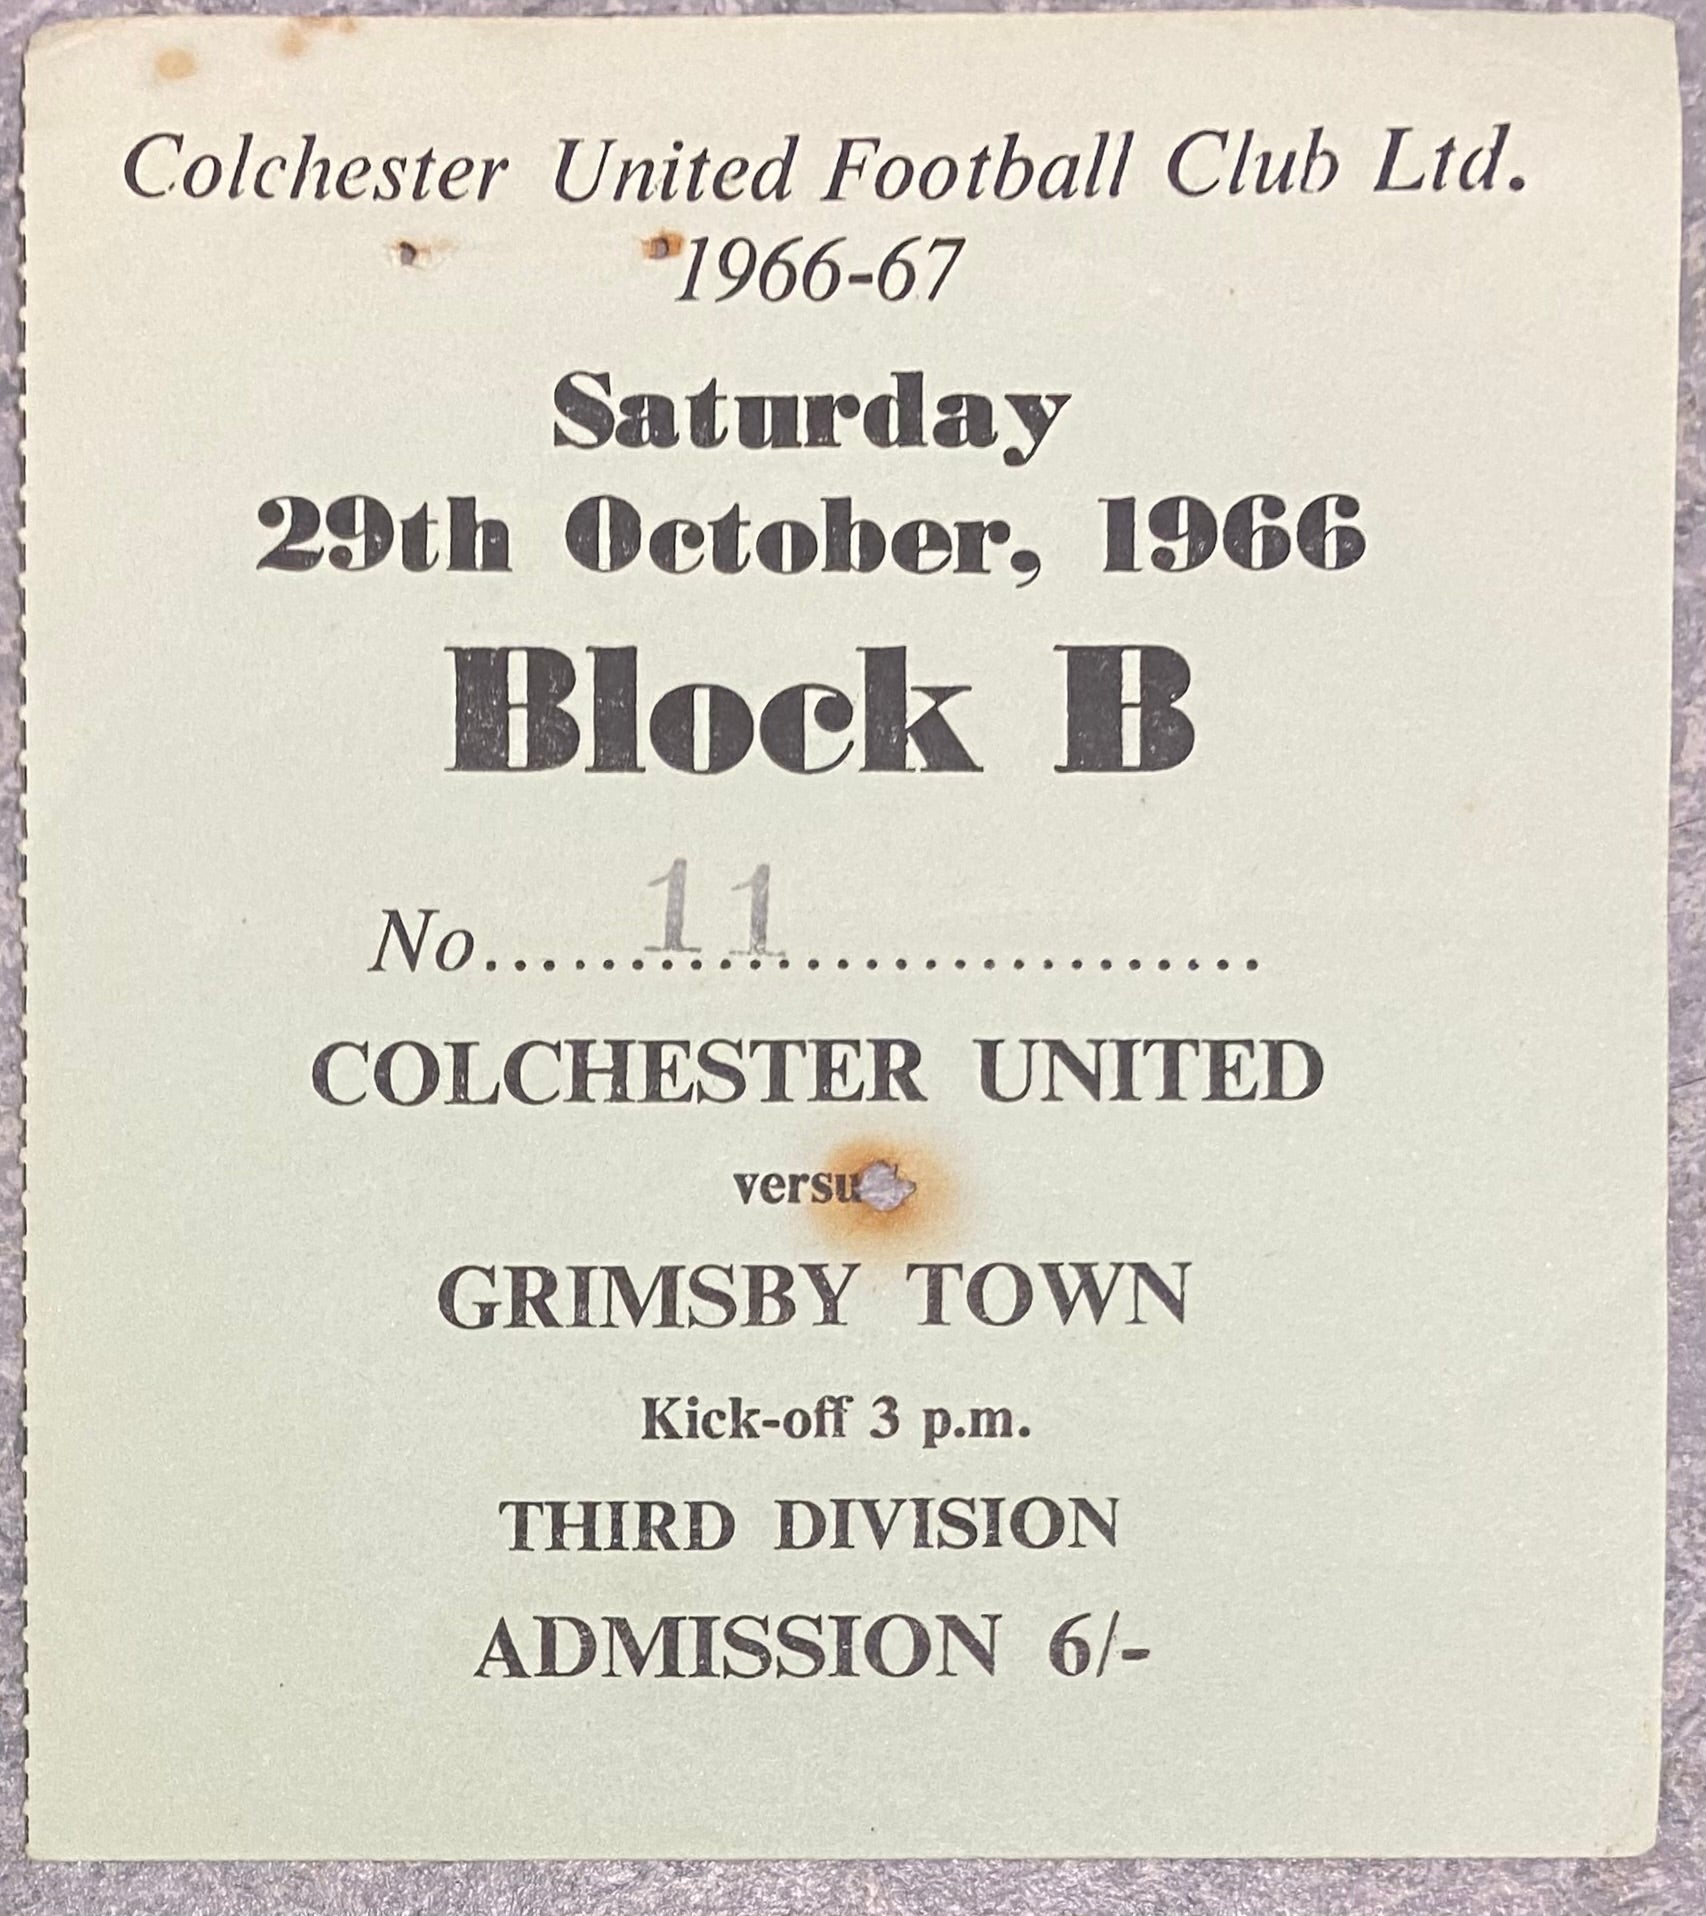 Colchester United Football Club Ltd.
1966-67
Saturday
29th October, 1966
Block B
No.............................. 11
COLCHESTER UNITED
versu
GRIMSBY TOWN
Kick-off 3 p.m.
THIRD DIVISION
ADMISSION 6/-